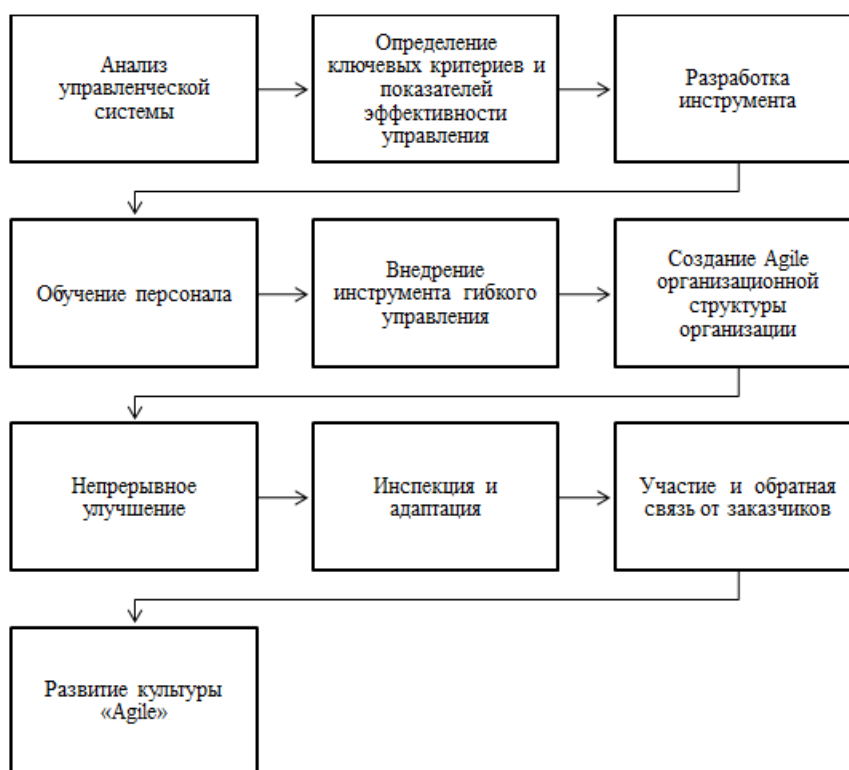 Анализ
управленческой
системы
Определение
ключевых критериев и
показателей
эффективности
управления
Разработка
инструмента
Обучение персонала
Внедрение
инструмента гибкого
управления
Создание Agile
организационной
структуры
организации
Непрерывное
улучшение
Инспекция и
адаптация
Участие и обратная
связь от заказчиков
Развитие культуры
«Agile»